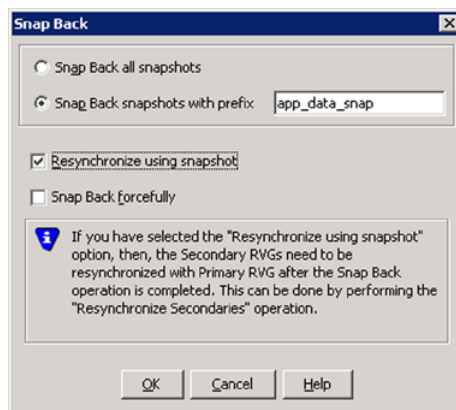 Snap Back
Snap Back all snapshots
Snap Back snapshots with prefix app_data_snap
Resynchronize using snapshot
Snap Back forcefully
If you have selected the "Resynchronize using snapshot"
option, then, the Secondary RVGs need to be
resynchronized with Primary RVG after the Snap Back
operation is completed. This can be done by performing the
"Resynchronize Secondaries" operation.
OK Cancel Help